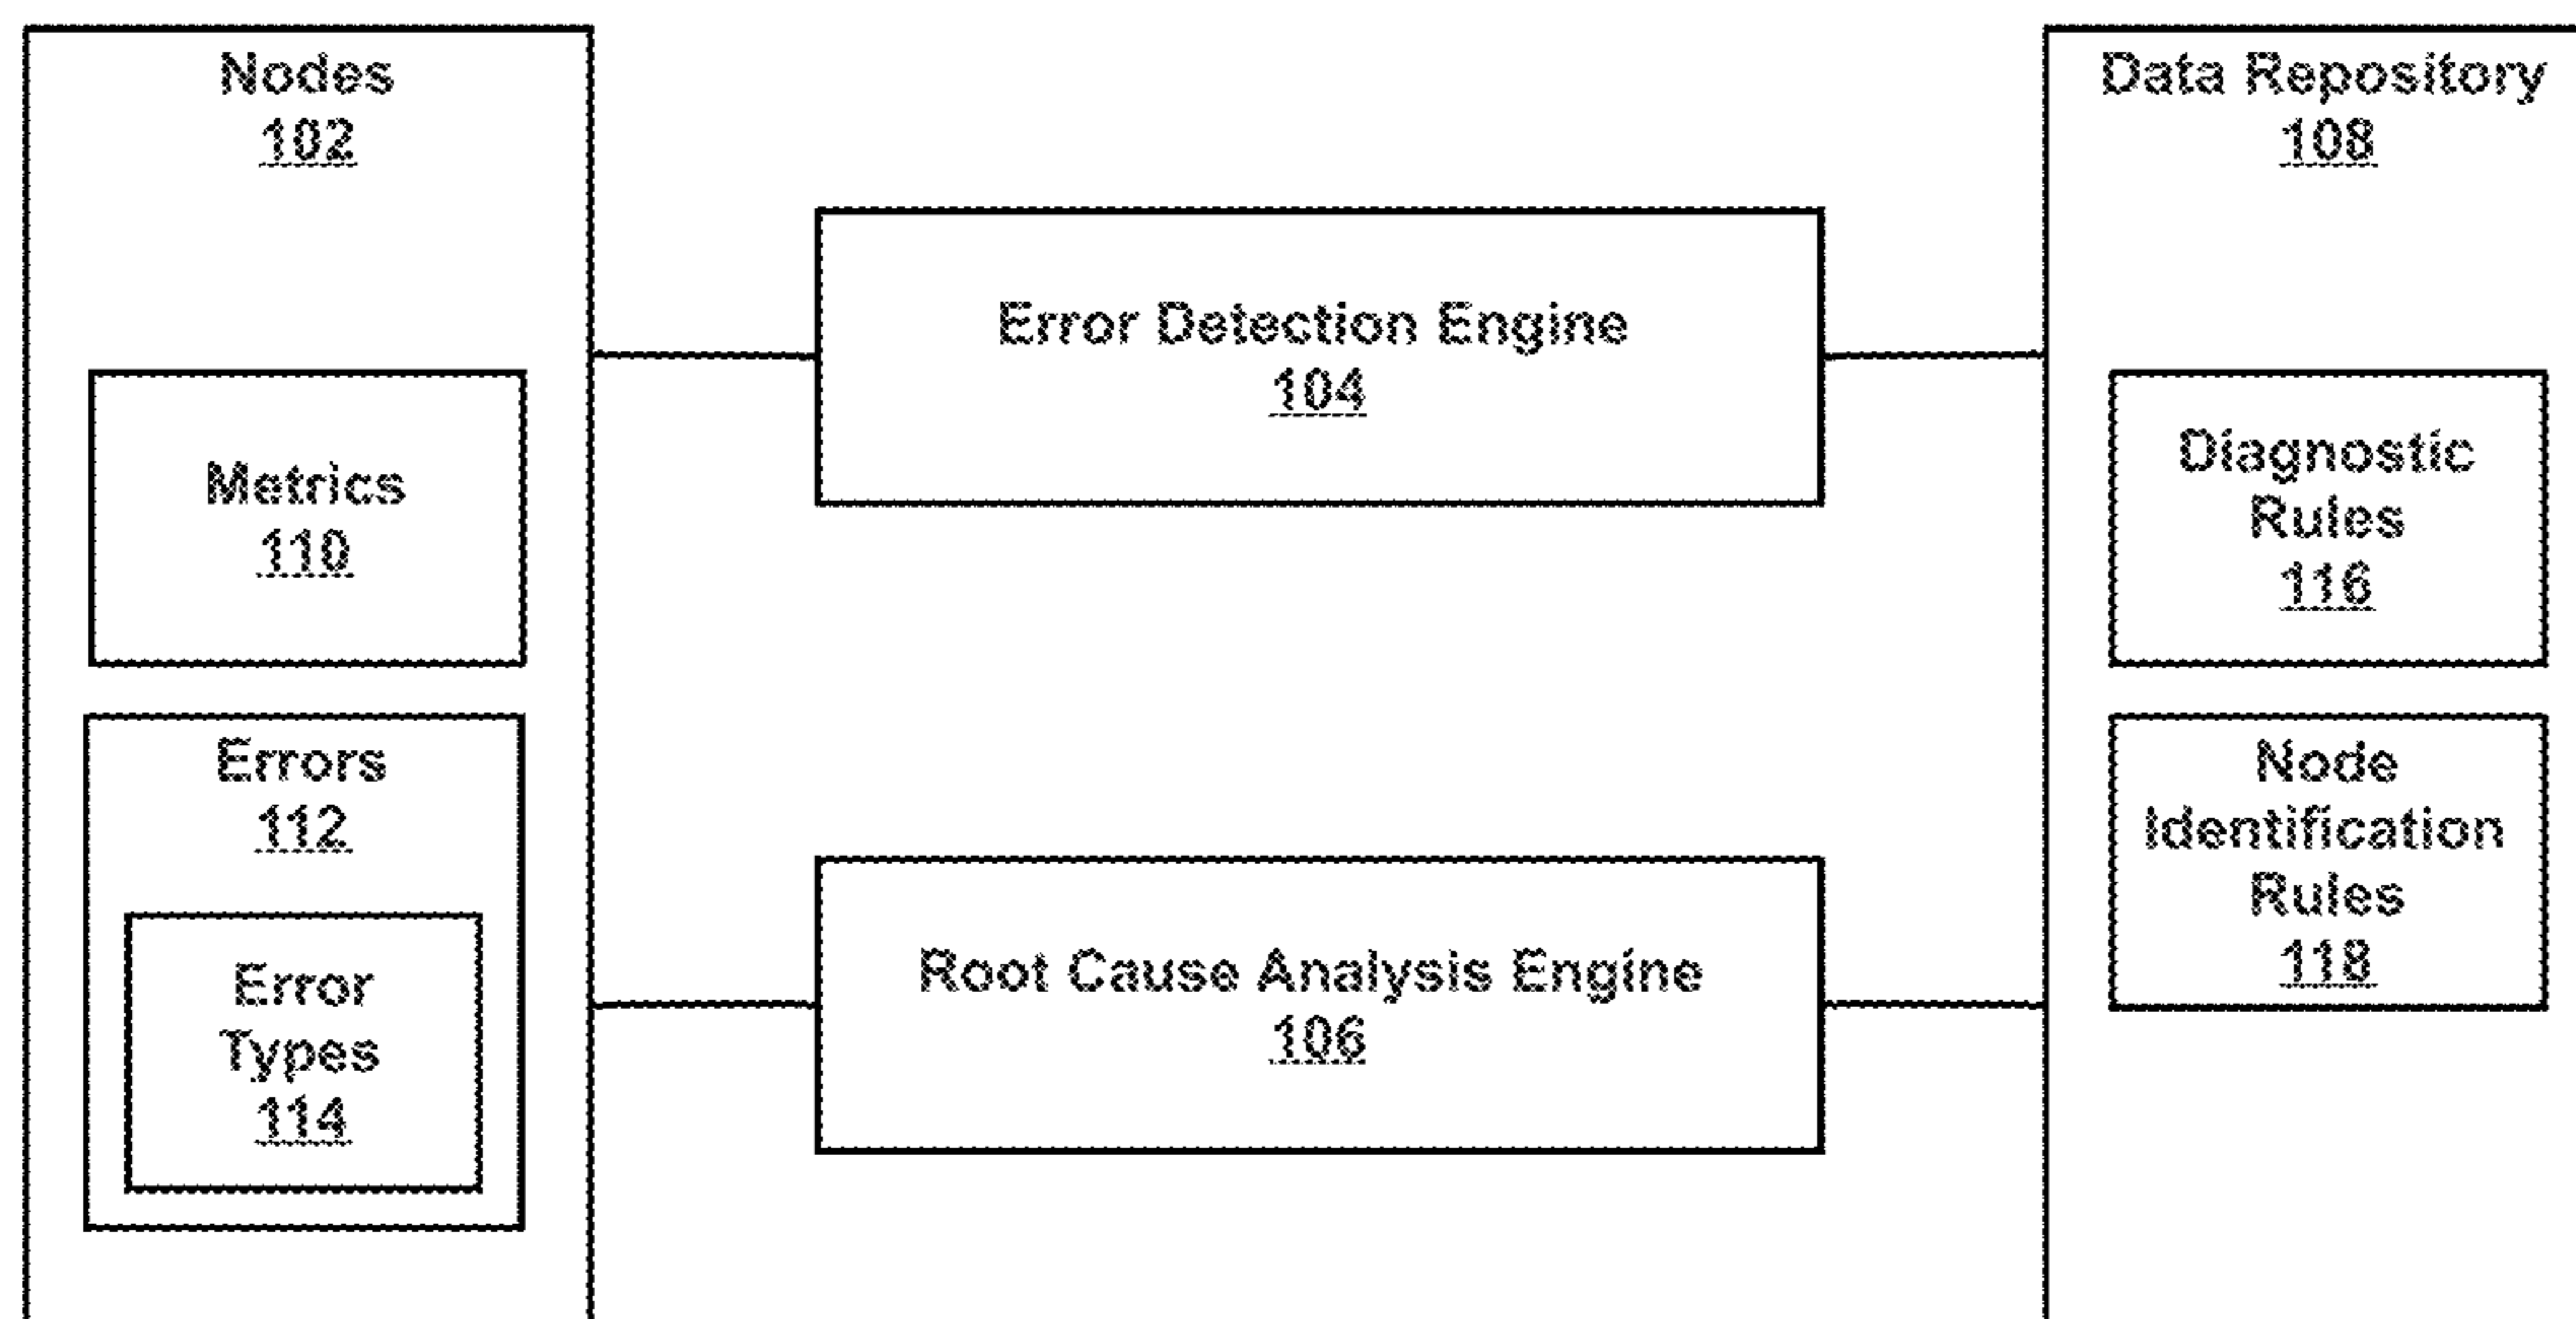 Nodes
102
Metrics
110
Errors
112
Error
Types
114
Error Detection Engine
104
Root Cause Analysis Engine
106
Data Repository
108
Diagnostic
Rules
116
Node
Identification
Rules
118